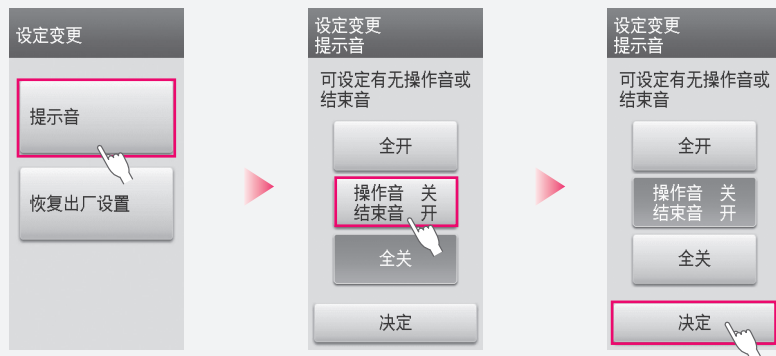 设定变更
提示音
恢复出厂设置
设定变更
提示音
可设定有无操作音或
结束音
全开
操作音 关
结束音 开
全关
决定
设定变更
提示音
可设定有无操作音或
结束音
全开
操作音 关
结束音 开
全关
决定